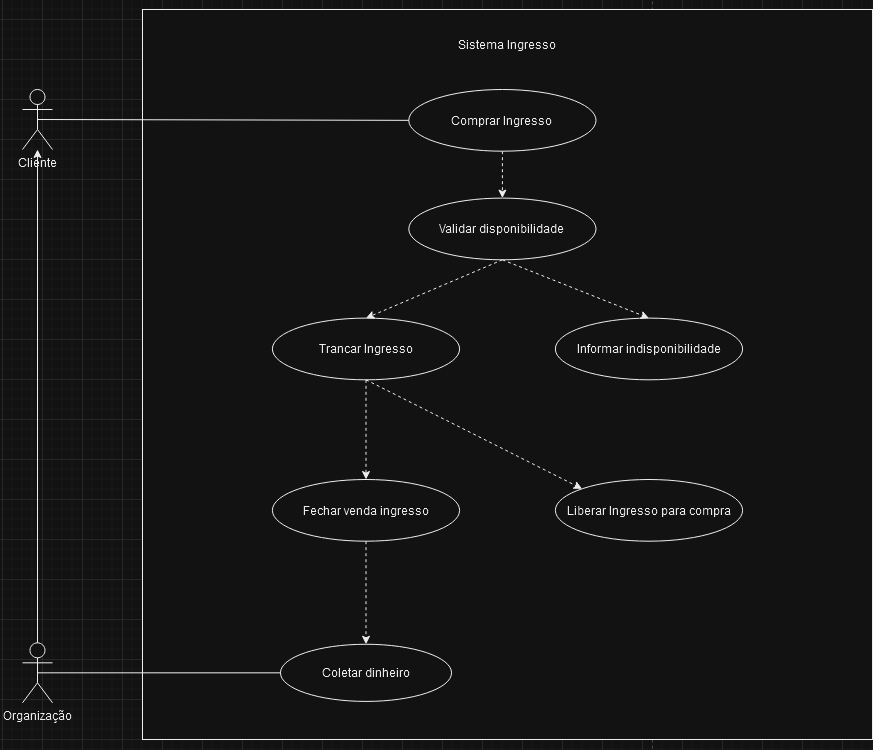 Sistema Ingresso
Comprar Ingresso
Cliente
Validar disponibilidade
Trancar Ingresso
Informar indisponibilidade
Fechar venda ingresso
Liberar Ingresso para compra
Coletar dinheiro
Organização